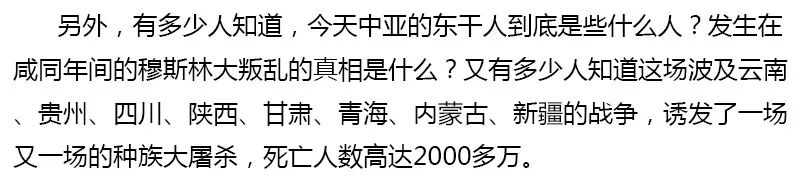 另外，有多少人知道，今天中亚的东干人到底是些什么人？发生在
咸同年间的穆斯林大叛乱的真相是什么？又有多少人知道这场波及云南
、贵州、四川、陕西、甘肃、青海、内蒙古、新疆的战争，诱发了一场
又一场的种族大屠杀，死亡人数高达2000多万。